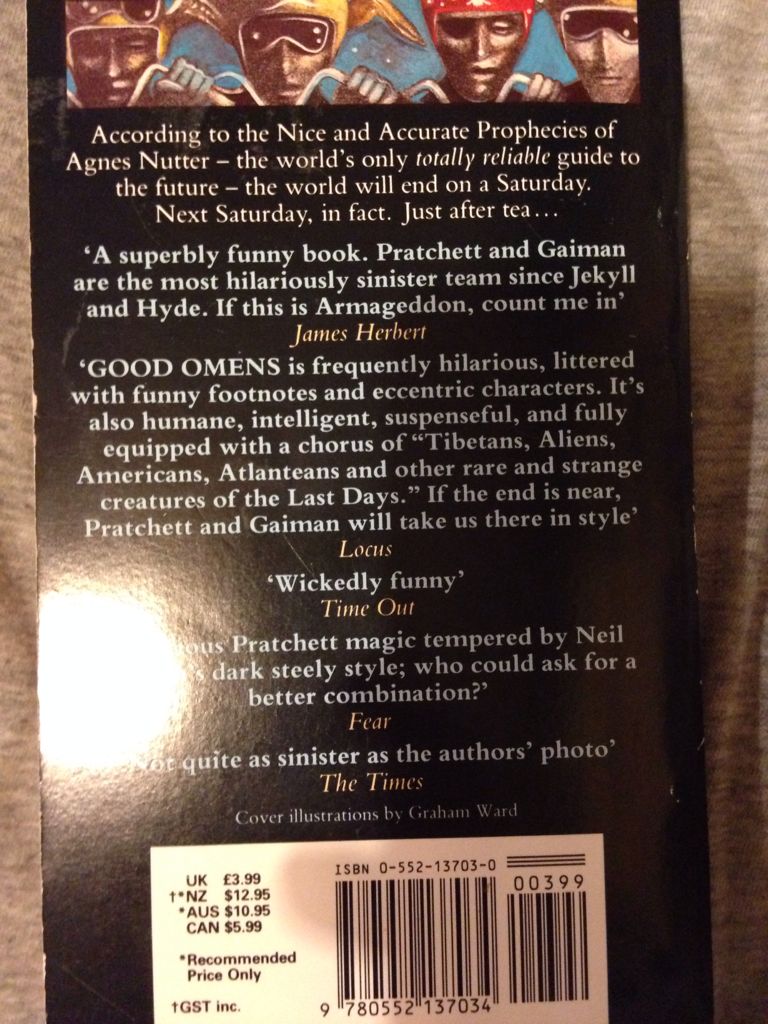 According to the Nice and Accurate Prophecies of
Agnes Nutter – the world's only totally reliable guide to
the future – the world will end on a Saturday.
Next Saturday, in fact. Just after tea...
'A superbly funny book. Pratchett and Gaiman
are the most hilariously sinister team since Jekyll
and Hyde. If this is Armageddon, count me in'
James Herbert
'GOOD OMENS is frequently hilarious, littered
with funny footnotes and eccentric characters. It's
also humane, intelligent, suspenseful, and fully
equipped with a chorus of "Tibetans, Aliens,
Americans, Atlanteans and other rare and strange
creatures of the Last Days." If the end is near,
Pratchett and Gaiman will take us there in style'
Locus
'Wickedly funny'
Time Out
Pratchett magic tempered by Neil
dark steely style; who could ask for a
better combination?'
Fear
Not quite as sinister as the authors' photo'
The Times
Cover illustrations by Graham Ward
UK £3.99
†*NZ $12.95
*AUS $10.95
CAN $5.99
*Recommended
Price Only
†GST inc.
ISBN 0-552-13703-0
00399
9 780552 137034